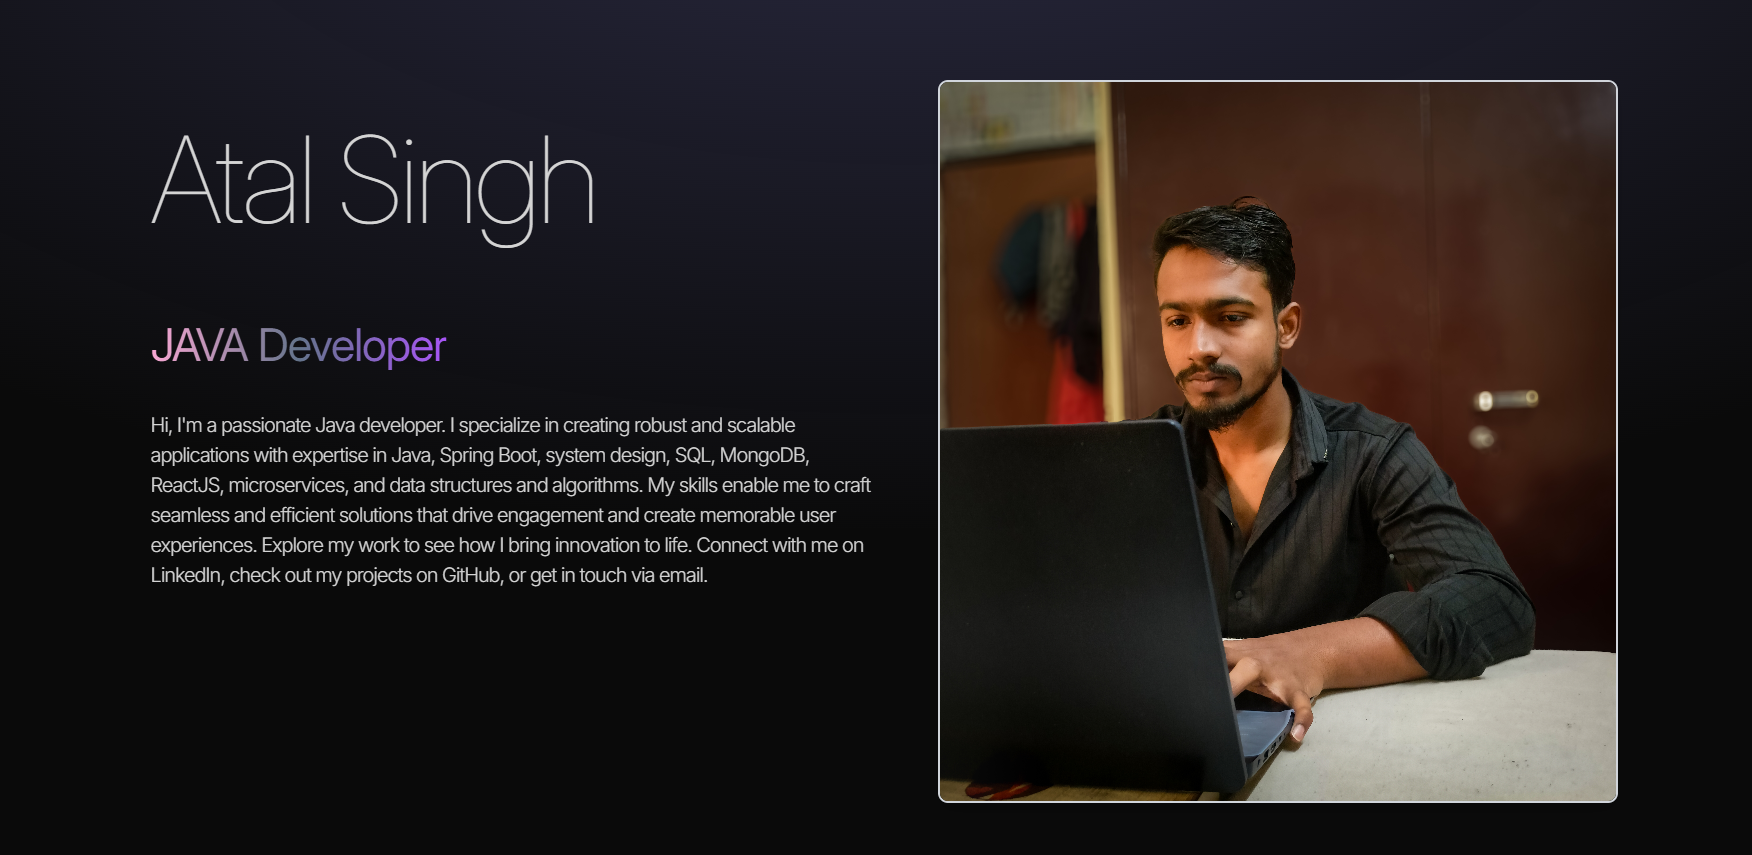 Atal Singh
JAVA Developer
Hi, I'm a passionate Java developer. I specialize in creating robust and scalable
applications with expertise in Java, Spring Boot, system design, SQL, MongoDB,
ReactJS, microservices, and data structures and algorithms. My skills enable me to craft
seamless and efficient solutions that drive engagement and create memorable user
experiences. Explore my work to see how I bring innovation to life. Connect with me on
LinkedIn, check out my projects on GitHub, or get in touch via email.